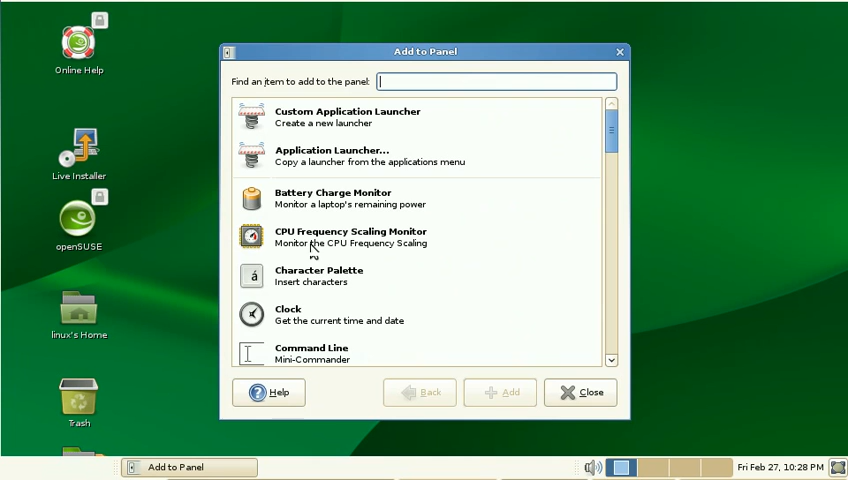 Online Help
Live Installer
openSUSE
linux's Home
Trash
Add to Panel
Find an item to add to the panel:
Custom Application Launcher
Create a new launcher
Application Launcher...
Copy a launcher from the applications menu
Battery Charge Monitor
Monitor a laptop's remaining power
CPU Frequency Scaling Monitor
Monitor the CPU Frequency Scaling
á
Character Palette
Insert characters
Clock
Get the current time and date
Command Line
Mini-Commander
Help
Back
Add
Close
Add to Panel
Fri Feb 27, 10:28 PM